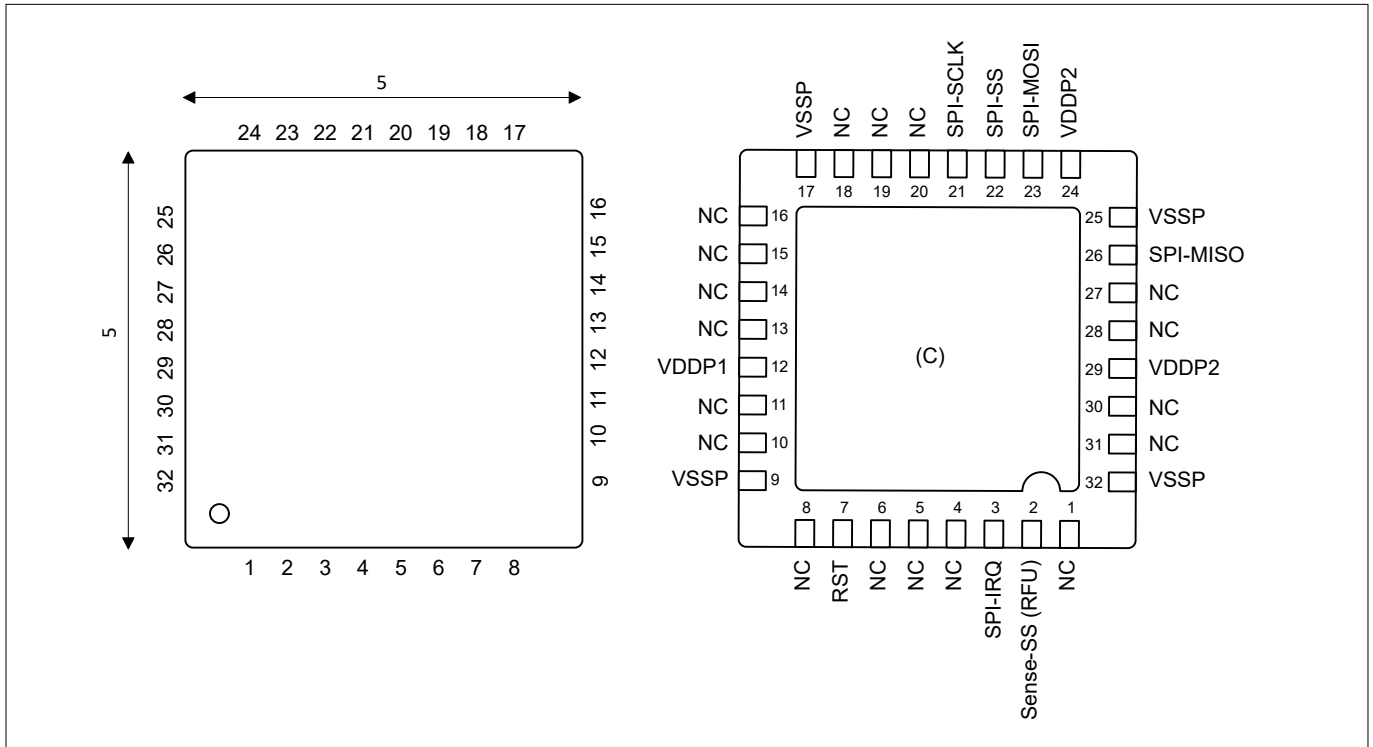 5
24 23 22 21 20 19 18 17
5
25
26
27
28
29
30
31
32
16
15
14
13
12
11
10
9
1 2 3 4 5 6 7 8
VSSP
NC
NC
NC
SPI-SCLK
SPI-SS
SPI-MOSI
VDDP2
17 18 19 20 21 22 23 24
NC 16
NC 15
NC 14
NC 13
VDDP1 12
NC 11
NC 10
VSSP 9
(C)
25 VSSP
26 SPI-MISO
27 NC
28 NC
29 VDDP2
30 NC
31 NC
32 VSSP
8 7 6 5 4 3 2 1
NC
RST
NC
NC
NC
SPI-IRQ
Sense-SS (RFU)
NC